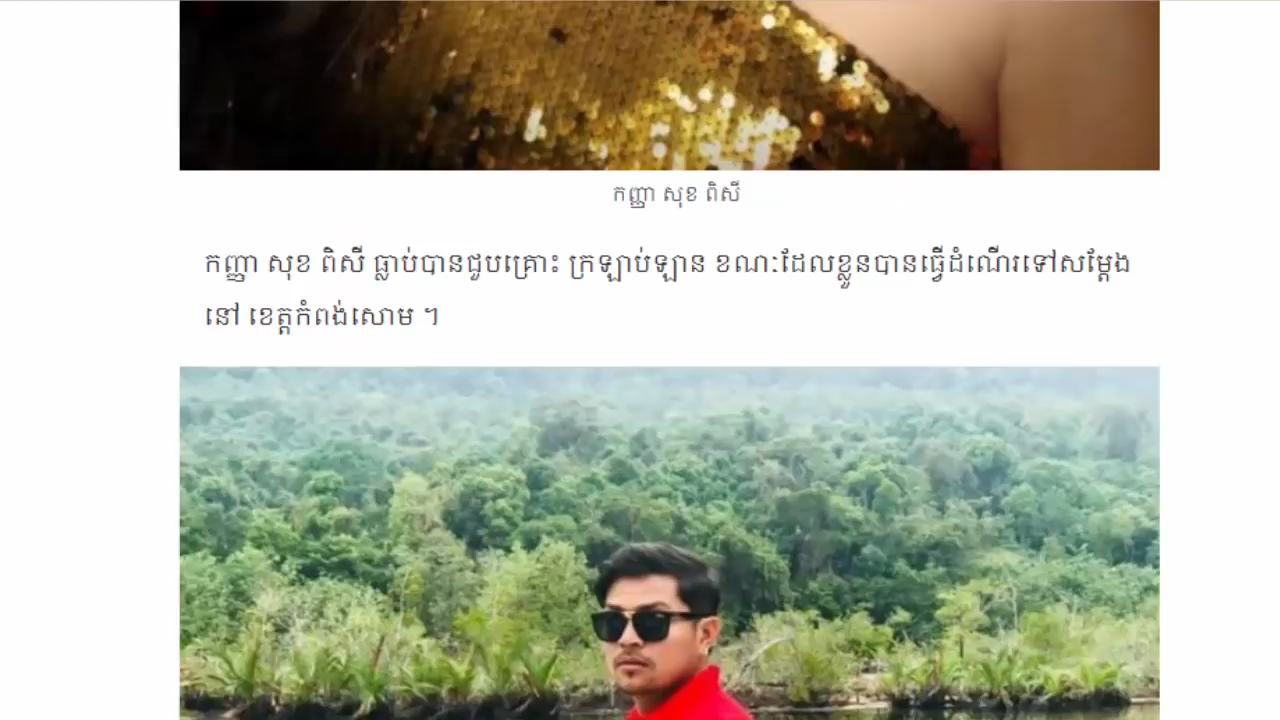 កញ្ញា សុខ ពិសី
កញ្ញា សុខ ពិសី ធ្លាប់បានជួបគ្រោះ ក្រឡាប់ឡាន ខណៈដែលខ្លួនបានធ្វើដំណើរទៅសម្ដែង
នៅ ខេត្តកំពង់សោម ។